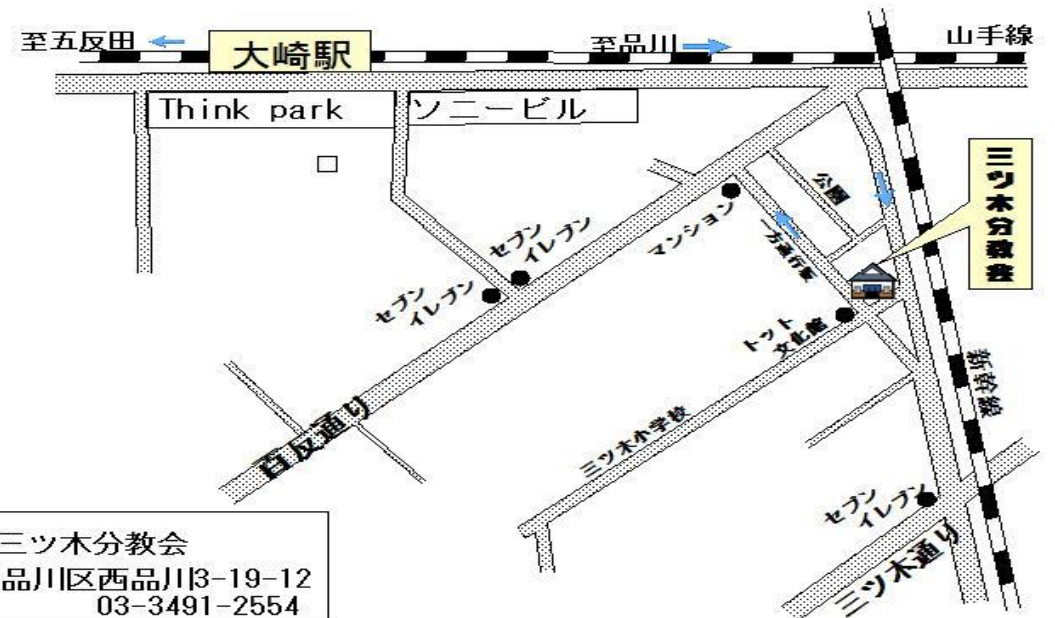 至五反田
大崎駅
至品川
山手線
Think park
ソニービル
三ツ木分教会
公園
セブン
イレブン
マンション
一方通行坂
セブン
イレブン
トット
文化館
新幹線
百反通り
三ツ木小学校
セブン
イレブン
三ツ木通り
三ツ木分教会
品川区西品川3-19-12
03-3491-2554